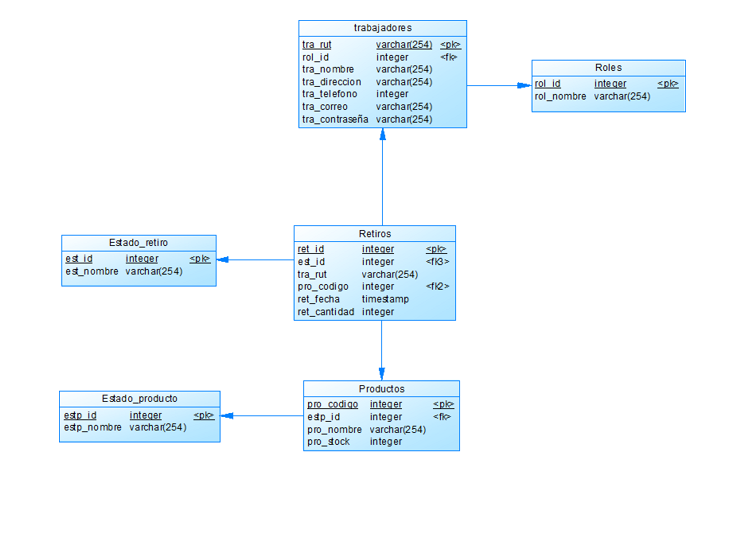 trabajadores
tra_rut varchar(254) <pk>
rol_id integer <fk>
tra_nombre varchar(254)
tra_direccion varchar(254)
tra_telefono integer
tra_correo varchar(254)
tra_contraseña varchar(254)
Roles
rol_id integer <pk>
rol_nombre varchar(254)
Retiros
ret_id integer <pk>
est_id integer <fk3>
tra_rut varchar(254)
pro_codigo integer <fk2>
ret_fecha timestamp
ret_cantidad integer
Estado_retiro
est_id integer <pk>
est_nombre varchar(254)
Productos
pro_codigo integer <pk>
estp_id integer <fk>
pro_nombre varchar(254)
pro_stock integer
Estado_producto
estp_id integer <pk>
estp_nombre varchar(254)